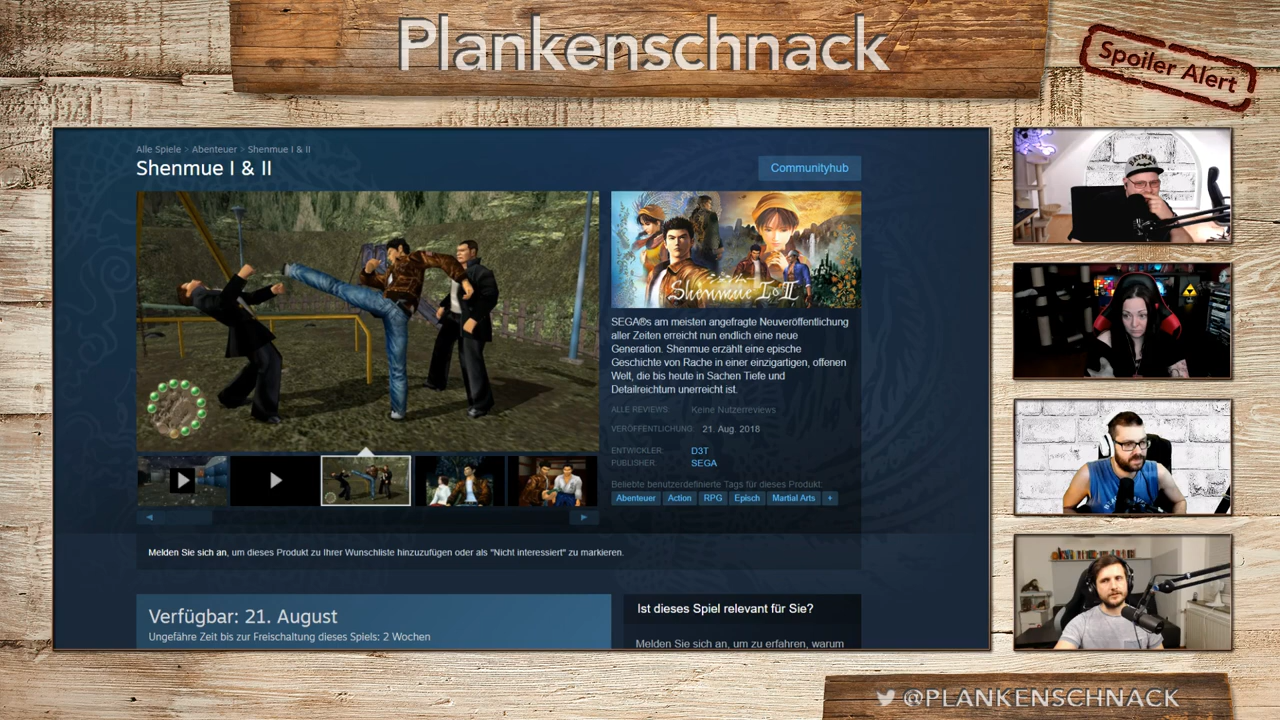 Plankenschnack
Spoiler Alert
Alle Spiele > Abenteuer > Shenmue I & II
Shenmue I & II
Communityhub
Shenmue I & II
SEGA®s am meisten angefragte Neuveröffentlichung
aller Zeiten erreicht nun endlich eine neue
Generation. Shenmue erzählt eine epische
Geschichte von Rache in einer einzigartigen, offenen
Welt, die bis heute in Sachen Tiefe und
Detailreichtum unerreicht ist.
ALLE REVIEWS: Keine Nutzerreviews
VERÖFFENTLICHUNG: 21. Aug. 2018
ENTWICKLER: D3T
PUBLISHER: SEGA
Beliebte benutzerdefinierte Tags für dieses Produkt:
Abenteuer Action RPG Episch Martial Arts +
Melden Sie sich an, um dieses Produkt zu Ihrer Wunschliste hinzuzufügen oder als "Nicht interessiert" zu markieren.
Verfügbar: 21. August
Ungefähre Zeit bis zur Freischaltung dieses Spiels: 2 Wochen
Ist dieses Spiel relevant für Sie?
Melden Sie sich an, um zu erfahren, warum
@PLANKENSCHNACK